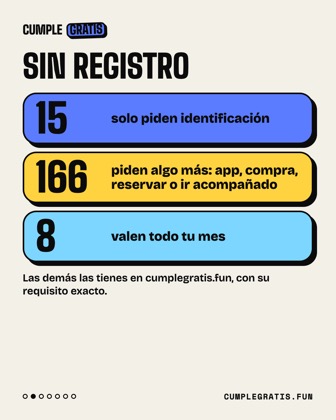 CUMPLE GRATIS
SIN REGISTRO
15 solo piden identificación
166 piden algo más: app, compra,
reservar o ir acompañado
8 valen todo tu mes
Las demás las tienes en cumplegratis.fun, con su
requisito exacto.
CUMPLEGRATIS.FUN